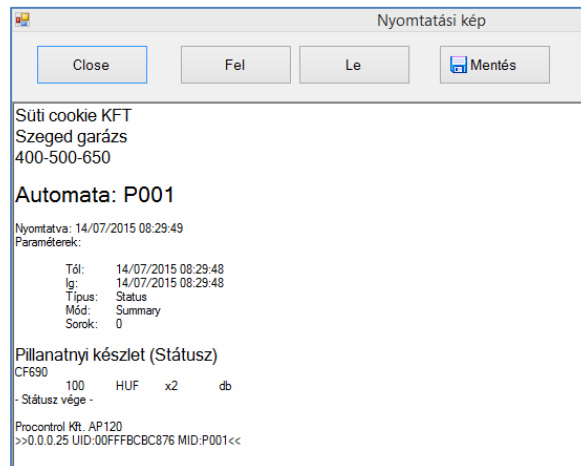 Nyomtatási kép
Close Fel Le Mentés
Süti cookie KFT
Szeged garázs
400-500-650
Automata: P001
Nyomtatva: 14/07/2015 08:29:49
Paraméterek:
Tól: 14/07/2015 08:29:48
Ig: 14/07/2015 08:29:48
Típus: Status
Mód: Summary
Sorok: 0
Pillanatnyi készlet (Státusz)
CF690
100 HUF x2 db
- Státusz vége -
Procontrol Kft. AP120
>>0.0.0.25 UID:00FFFBCBC876 MID:P001<<